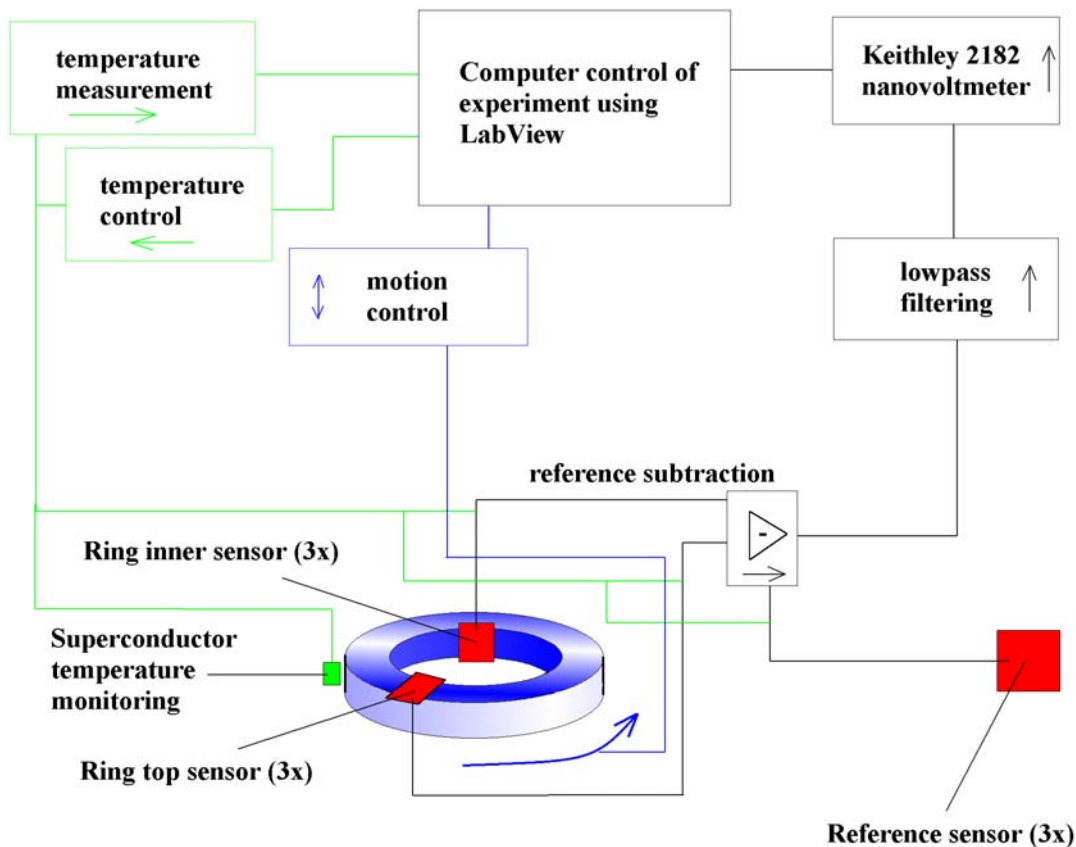 temperature
measurement
Computer control of
experiment using
LabView
Keithley 2182
nanovoltmeter
temperature
control
motion
control
lowpass
filtering
reference subtraction
-
Ring inner sensor (3x)
Superconductor
temperature
monitoring
Ring top sensor (3x)
Reference sensor (3x)